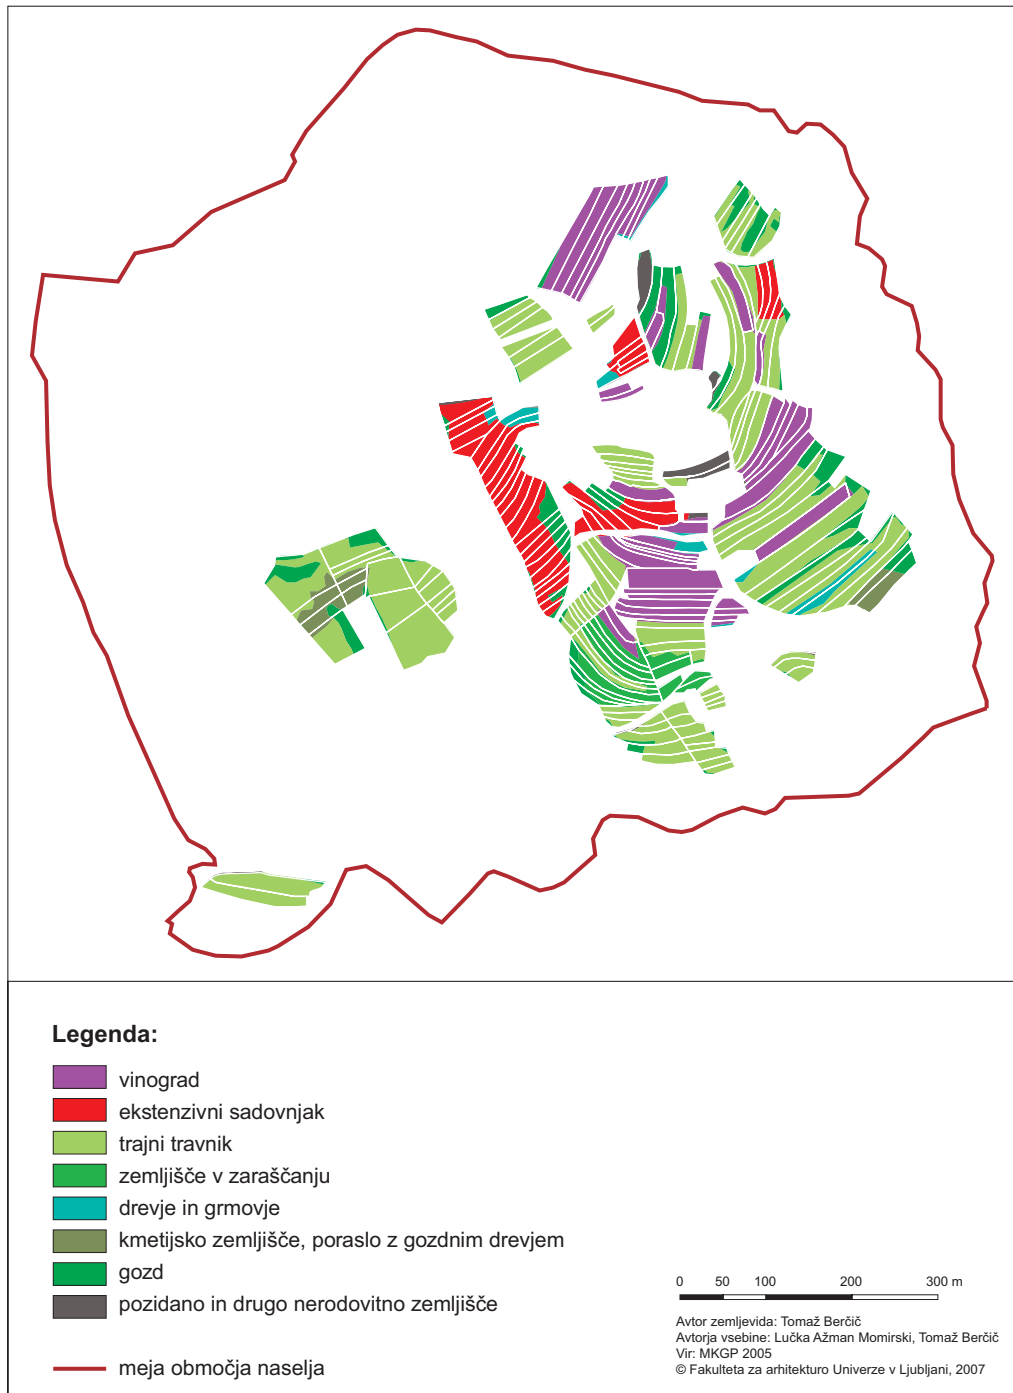 Legenda:
vinograd
ekstenzivni sadovnjak
trajni travnik
zemljišče v zaraščanju
drevje in grmovje
kmetijsko zemljišče, poraslo z gozdnim drevjem
gozd
pozidano in drugo nerodovitno zemljišče
meja območja naselja
0 50 100 200 300 m
Avtor zemljevida: Tomaž Berčič
Avtorja vsebine: Lučka Ažman Momirski, Tomaž Berčič
Vir: MKGP 2005
© Fakulteta za arhitekturo Univerze v Ljubljani, 2007